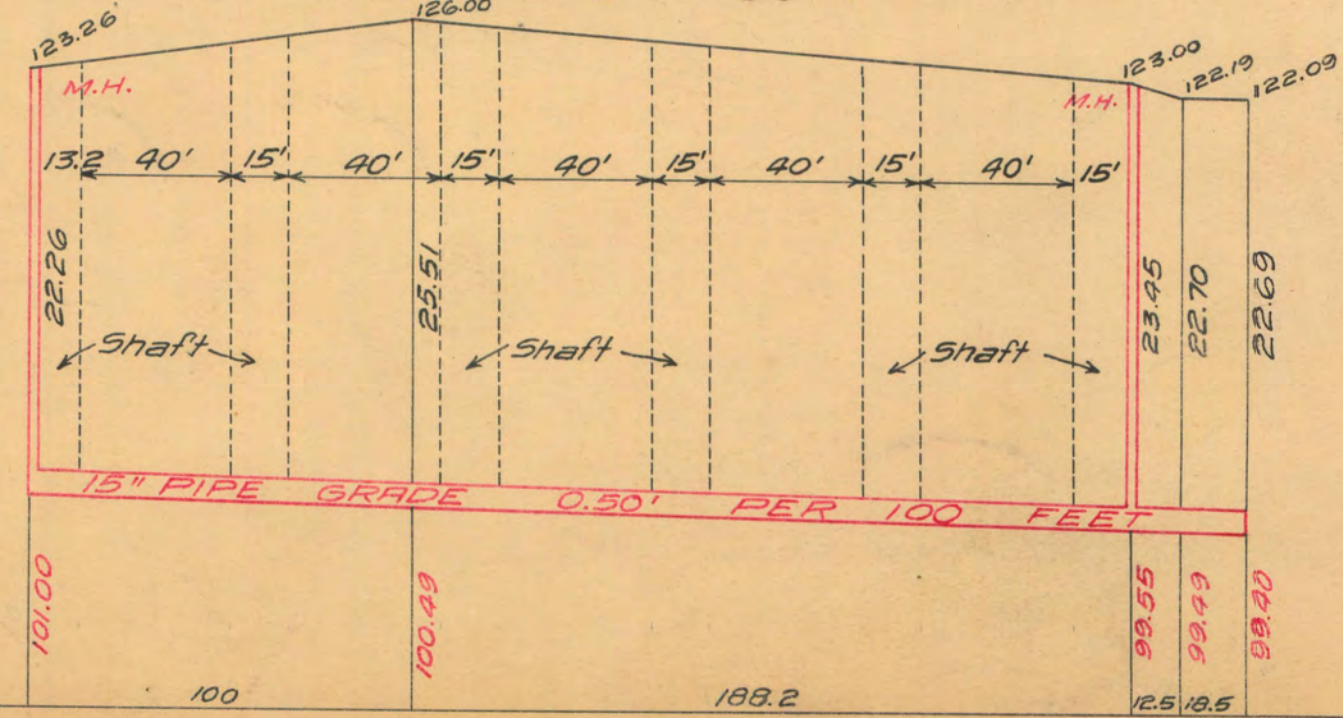 123.26
126.00
123.00
122.19
122.09
M.H.
M.H.
13.2 40' 15' 40' 15' 40' 15' 40' 15' 40' 15'
22.26
25.51
23.45
22.70
22.69
Shaft
Shaft
Shaft
15" PIPE GRADE 0.50' PER 100 FEET
101.00
100.49
99.55
99.49
99.40
100
188.2
12.5
18.5